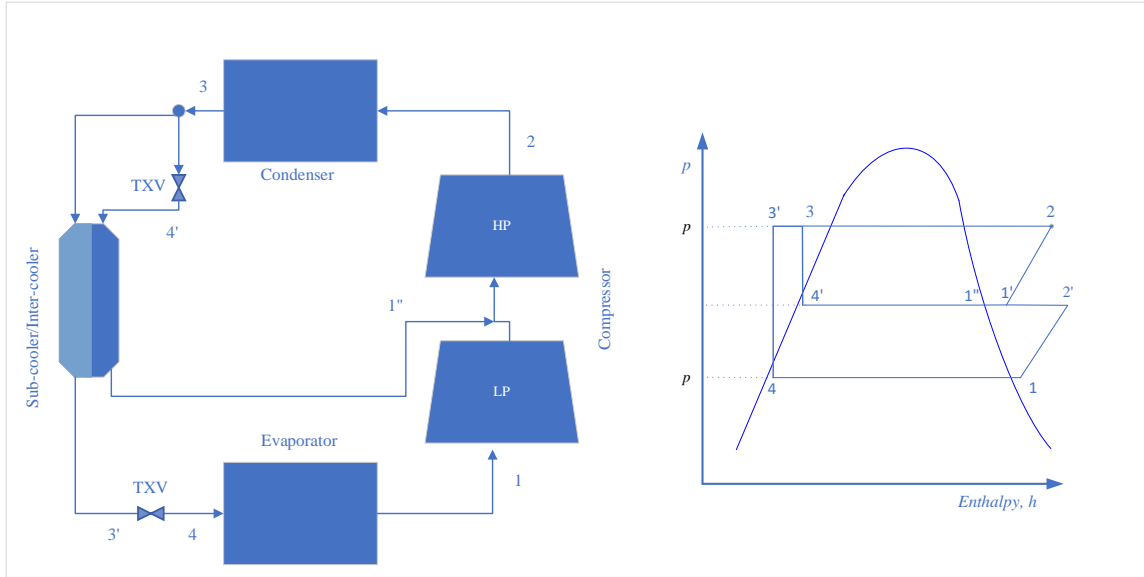 3
2
TXV
Condenser
4'
HP
Sub-cooler/Inter-cooler
1"
Compressor
LP
Evaporator
1
TXV
3'
4
p
p
3'
3
2
4'
1"
1'
2'
p
4
1
Enthalpy, h